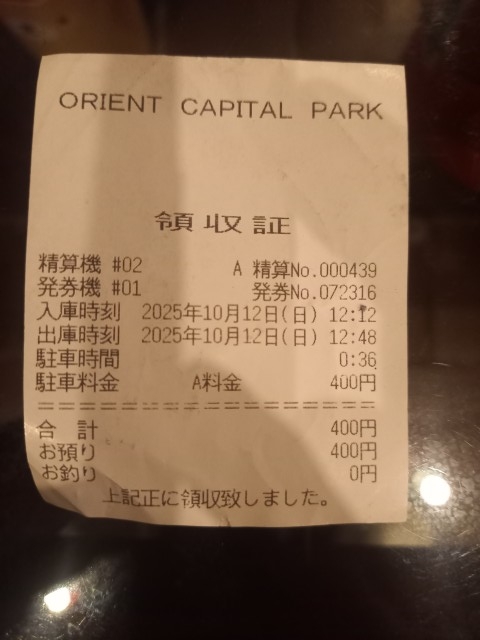 ORIENT CAPITAL PARK
領収証
精算機 #02 A 精算No.000439
発券機 #01 発券No.072316
入庫時刻 2025年10月12日(日) 12:12
出庫時刻 2025年10月12日(日) 12:48
駐車時間 0:36
駐車料金 A料金 400円
合計 400円
お預り 400円
お釣り 0円
上記正に領収致しました。